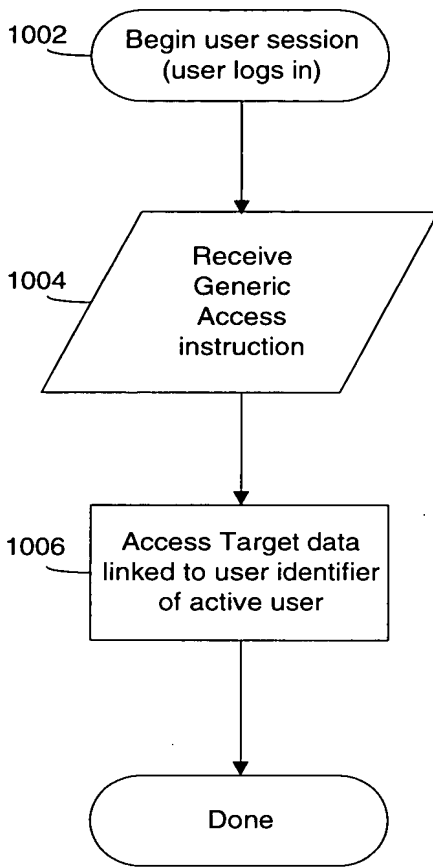 1002
Begin user session
(user logs in)
1004
Receive
Generic
Access
instruction
1006
Access Target data
linked to user identifier
of active user
Done